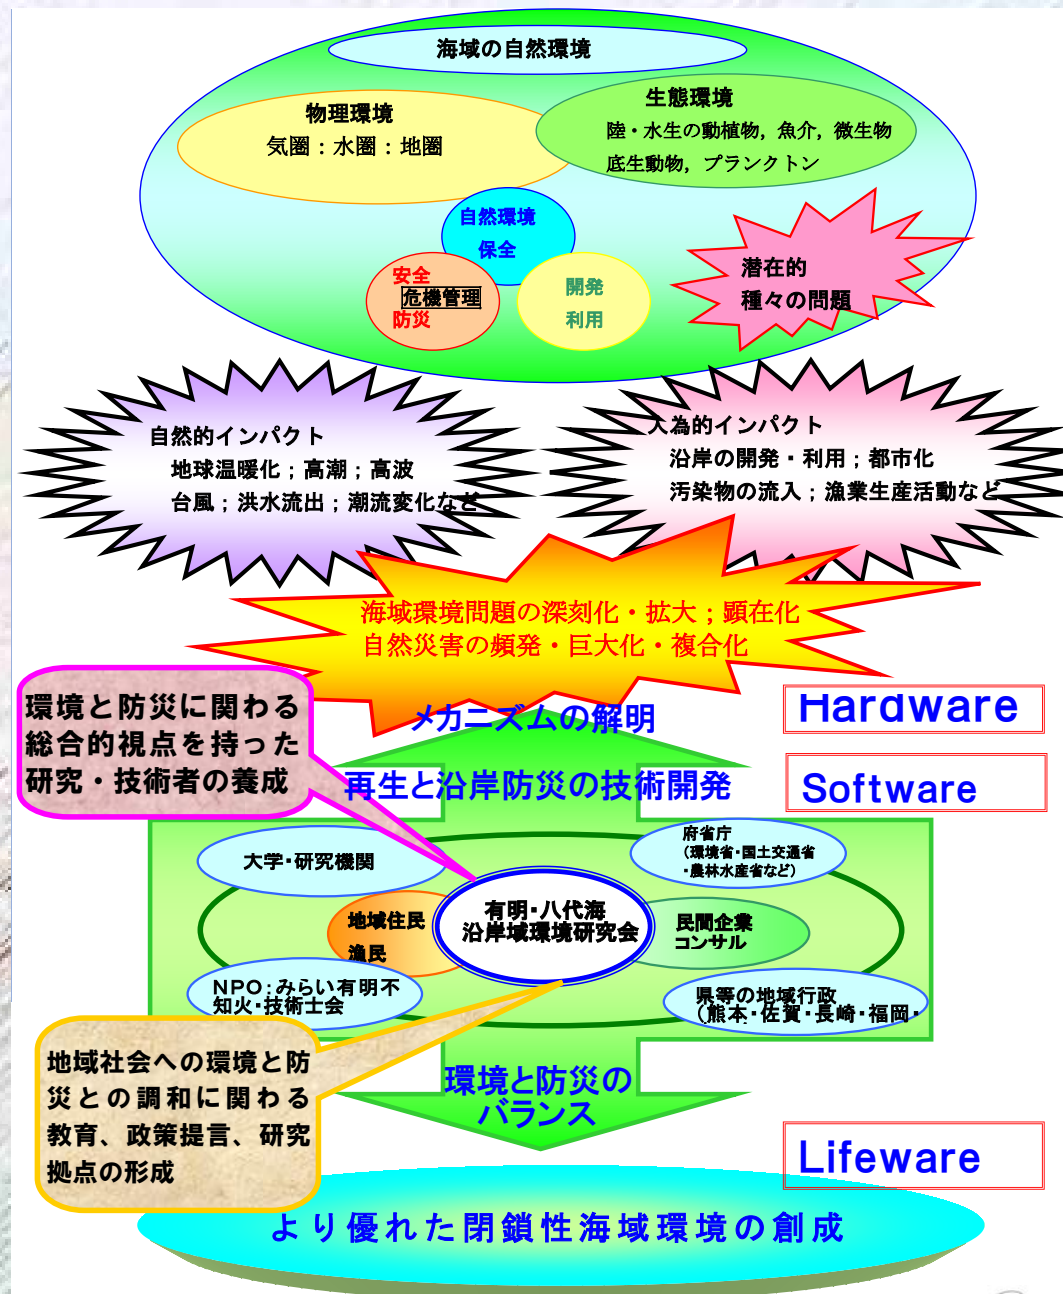 海域の自然環境
物理環境
気圏：水圏：地圏
生態環境
陸・水生の動植物，魚介，微生物
底生動物，プランクトン
自然環境
保全
安全
危機管理
防災
開発
利用
潜在的
種々の問題
自然的インパクト
地球温暖化；高潮；高波
台風；洪水流出；潮流変化など
人為的インパクト
沿岸の開発・利用；都市化
汚染物の流入；漁業生産活動など
海域環境問題の深刻化・拡大；顕在化
自然災害の頻発・巨大化・複合化
環境と防災に関わる
総合的視点を持った
研究・技術者の養成
メカニズムの解明
再生と沿岸防災の技術開発
Hardware
Software
大学・研究機関
府省庁
（環境省・国土交通省
・農林水産省など）
地域住民
漁民
有明・八代海
沿岸域環境研究会
民間企業
コンサル
NPO：みらい有明不
知火・技術士会
県等の地域行政
（熊本・佐賀・長崎・福岡・
地域社会への環境と防
災との調和に関わる
教育、政策提言、研究
拠点の形成
環境と防災の
バランス
Lifeware
より優れた閉鎖性海域環境の創成